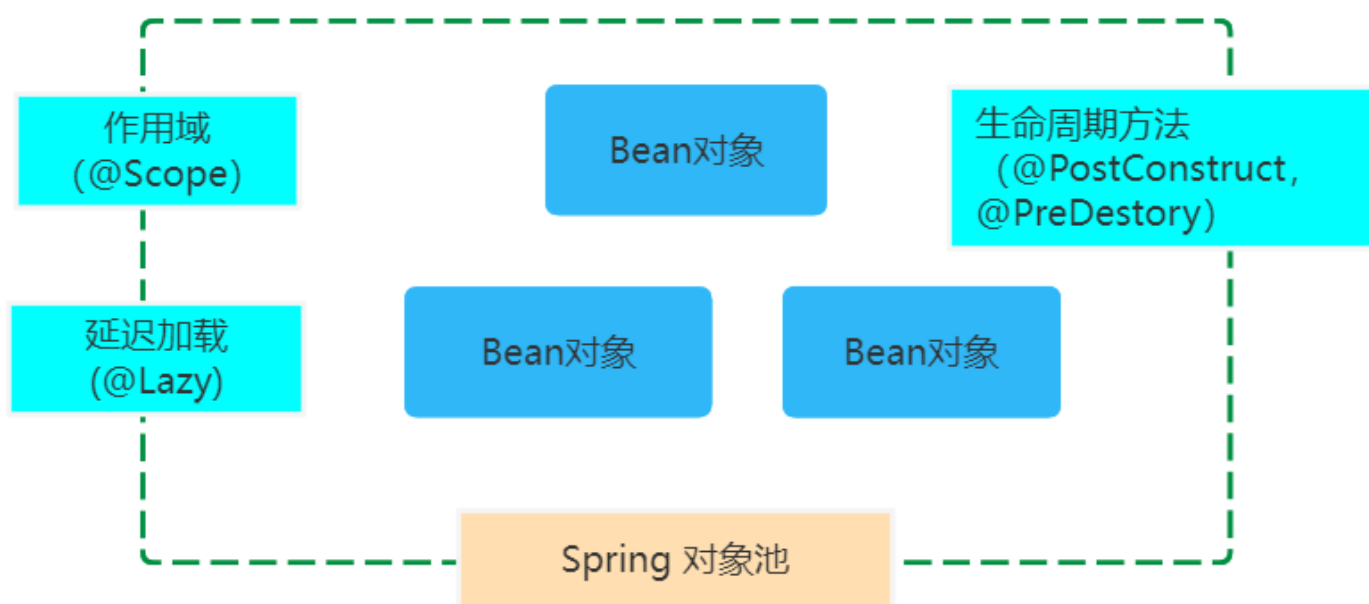 作用域
（@Scope）
Bean对象
生命周期方法
（@PostConstruct，
@PreDestory）
延迟加载
(@Lazy)
Bean对象
Bean对象
Spring 对象池